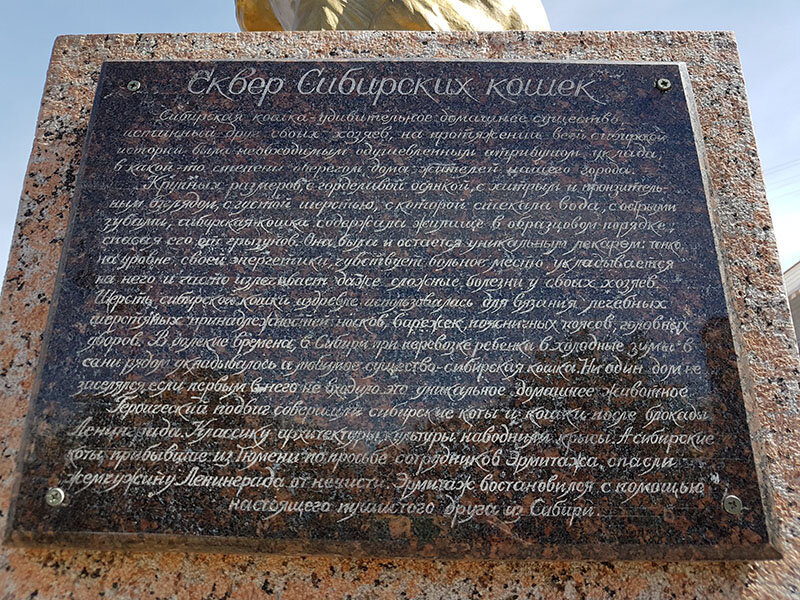 Сквер Сибирских кошек
Сибирская кошка-удивительное домашнее существо,
истинный друг своих хозяев, на протяжении всей сибирской
истории была необходимым одушевленным атрибутом уклада,
в какой-то степени оберегом дома жителей нашего города.
Крупных размеров, с горделивой осанкой, с хитрым и пронзитель-
ным взглядом, с густой шерстью, с которой стекала вода, с острыми
зубами, сибирская кошка содержала жилище в образцовом порядке,
спасая его от грызунов. Она была и остается уникальным лекарем: тонко,
на уровне своей энергетики, чувствует больное место укладывается
на него и часто излечивает даже сложные болезни у своих хозяев.
Шерсть сибирской кошки издревле использовалась для вязания лечебных
шерстяных принадлежностей: носков, варежек, поясничных поясов, головных
уборов. В далекие времена в Сибири при перевозке ребенка в холодные зимы в
сани рядом укладывалось и пушистое существо-сибирская кошка. Ни один дом не
заселялся если первым в него не входило это уникальное домашнее животное.
Героический подвиг совершили сибирские коты и кошки после блокады
Ленинграда. Классику архитектуры, культуры наводнили крысы. А сибирские
коты, прибывшие из Тюмени по просьбе сотрудников Эрмитажа, спасли
жемчужину Ленинграда от нечисти. Эрмитаж востановился с помощью
настоящего пушистого друга из Сибири.